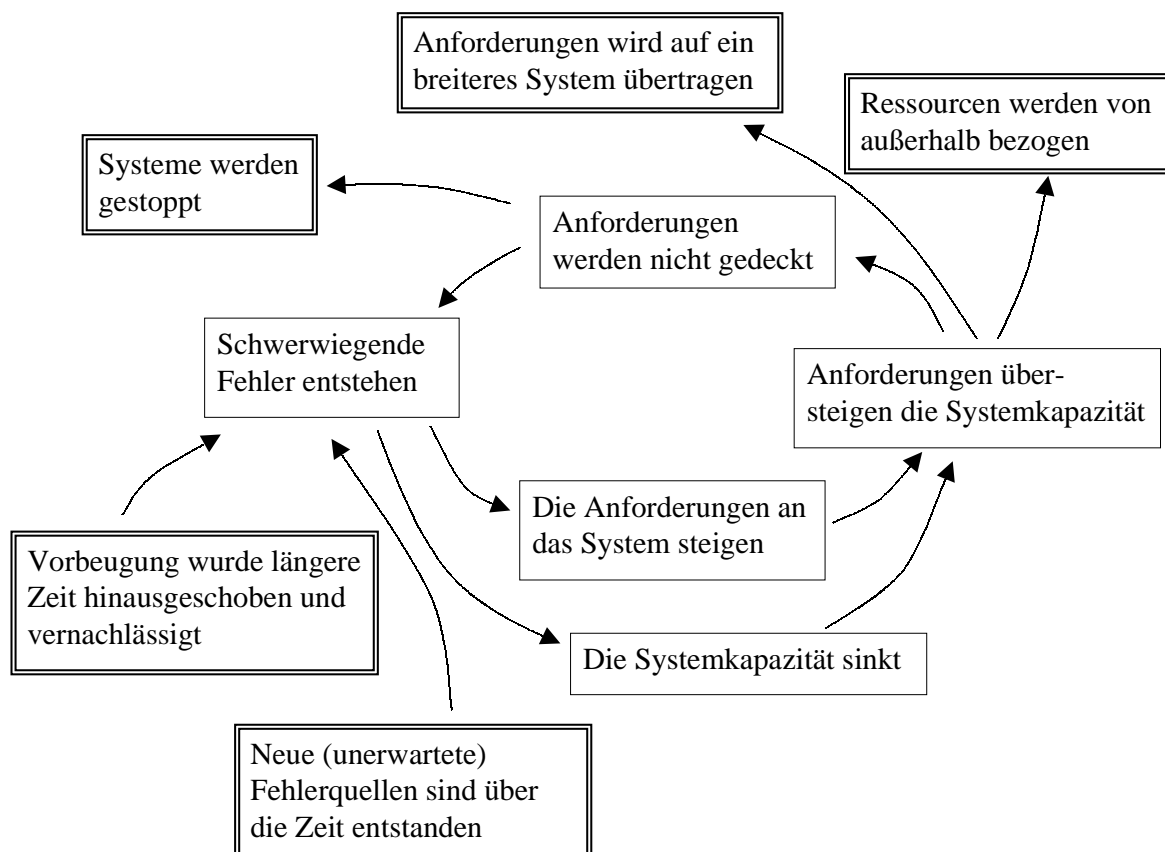 Anforderungen wird auf ein
breiteres System übertragen
Ressourcen werden von
außerhalb bezogen
Systeme werden
gestoppt
Anforderungen
werden nicht gedeckt
Schwerwiegende
Fehler entstehen
Anforderungen über-
steigen die Systemkapazität
Die Anforderungen an
das System steigen
Vorbeugung wurde längere
Zeit hinausgeschoben und
vernachlässigt
Die Systemkapazität sinkt
Neue (unerwartete)
Fehlerquellen sind über
die Zeit entstanden